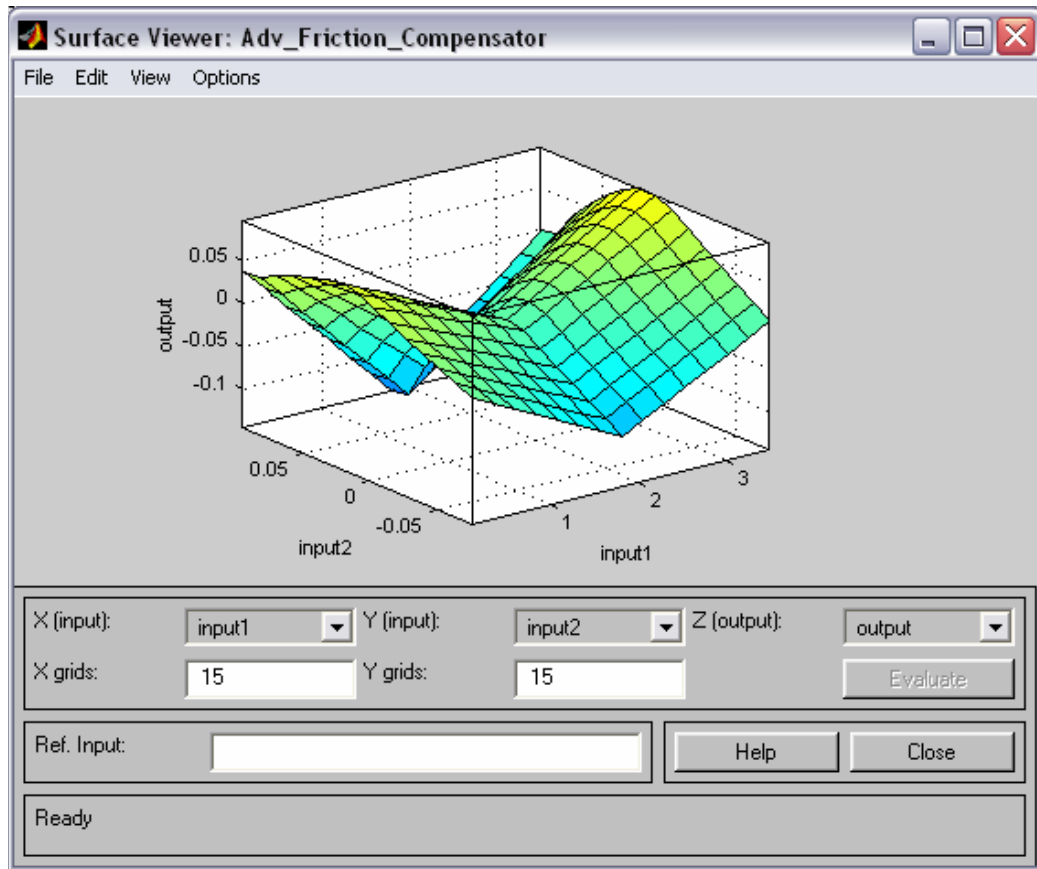 Surface Viewer: Adv_Friction_Compensator
File Edit View Options
0.05
0
-0.05
-0.1
output
0.05
0
-0.05
input2
1
2
3
input1
X (input): input1 Y (input): input2 Z (output): output
X grids: 15 Y grids: 15 Evaluate
Ref. Input: Help Close
Ready